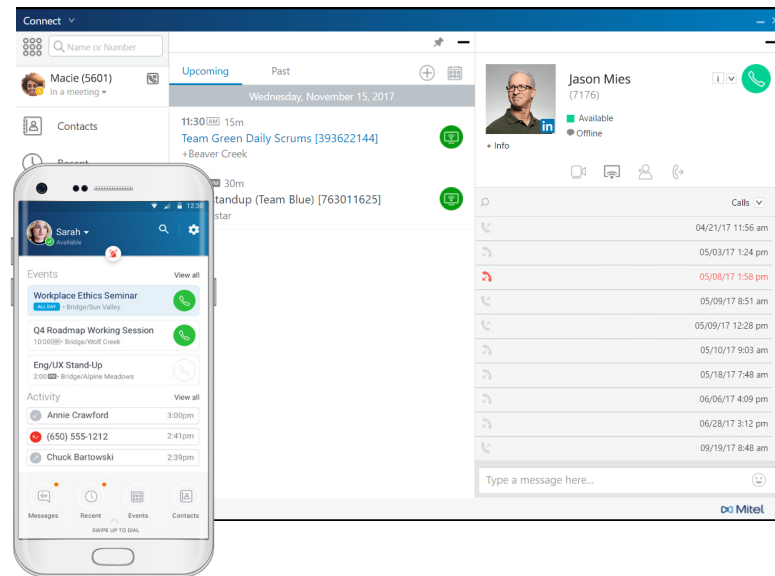 Connect
Name or Number
Macie (5601)
In a meeting
Contacts
Recent
Upcoming
Past
Wednesday, November 15, 2017
11:30 AM 15m
Team Green Daily Scrums [393622144]
+Beaver Creek
30m
standup (Team Blue) [763011625]
Jason Mies
(7176)
Available
Offline
in
+ Info
Calls
04/21/17 11:56 am
05/03/17 1:24 pm
05/08/17 1:58 pm
05/09/17 8:51 am
05/09/17 12:28 pm
05/10/17 9:03 am
05/18/17 7:48 am
06/06/17 4:09 pm
06/28/17 3:12 pm
09/19/17 8:48 am
Type a message here...
Mitel
12:30
Sarah
Available
Events
View all
Workplace Ethics Seminar
ALL DAY • Bridge/Sun Valley
Q4 Roadmap Working Session
10:00 AM • Bridge/Wolf Creek
Eng/UX Stand-Up
2:00 PM • Bridge/Alpine Meadows
Activity
View all
Annie Crawford
3:00pm
(650) 555-1212
2:41pm
Chuck Bartowski
2:39pm
Messages
Recent
Events
Contacts
SWIPE UP TO DIAL